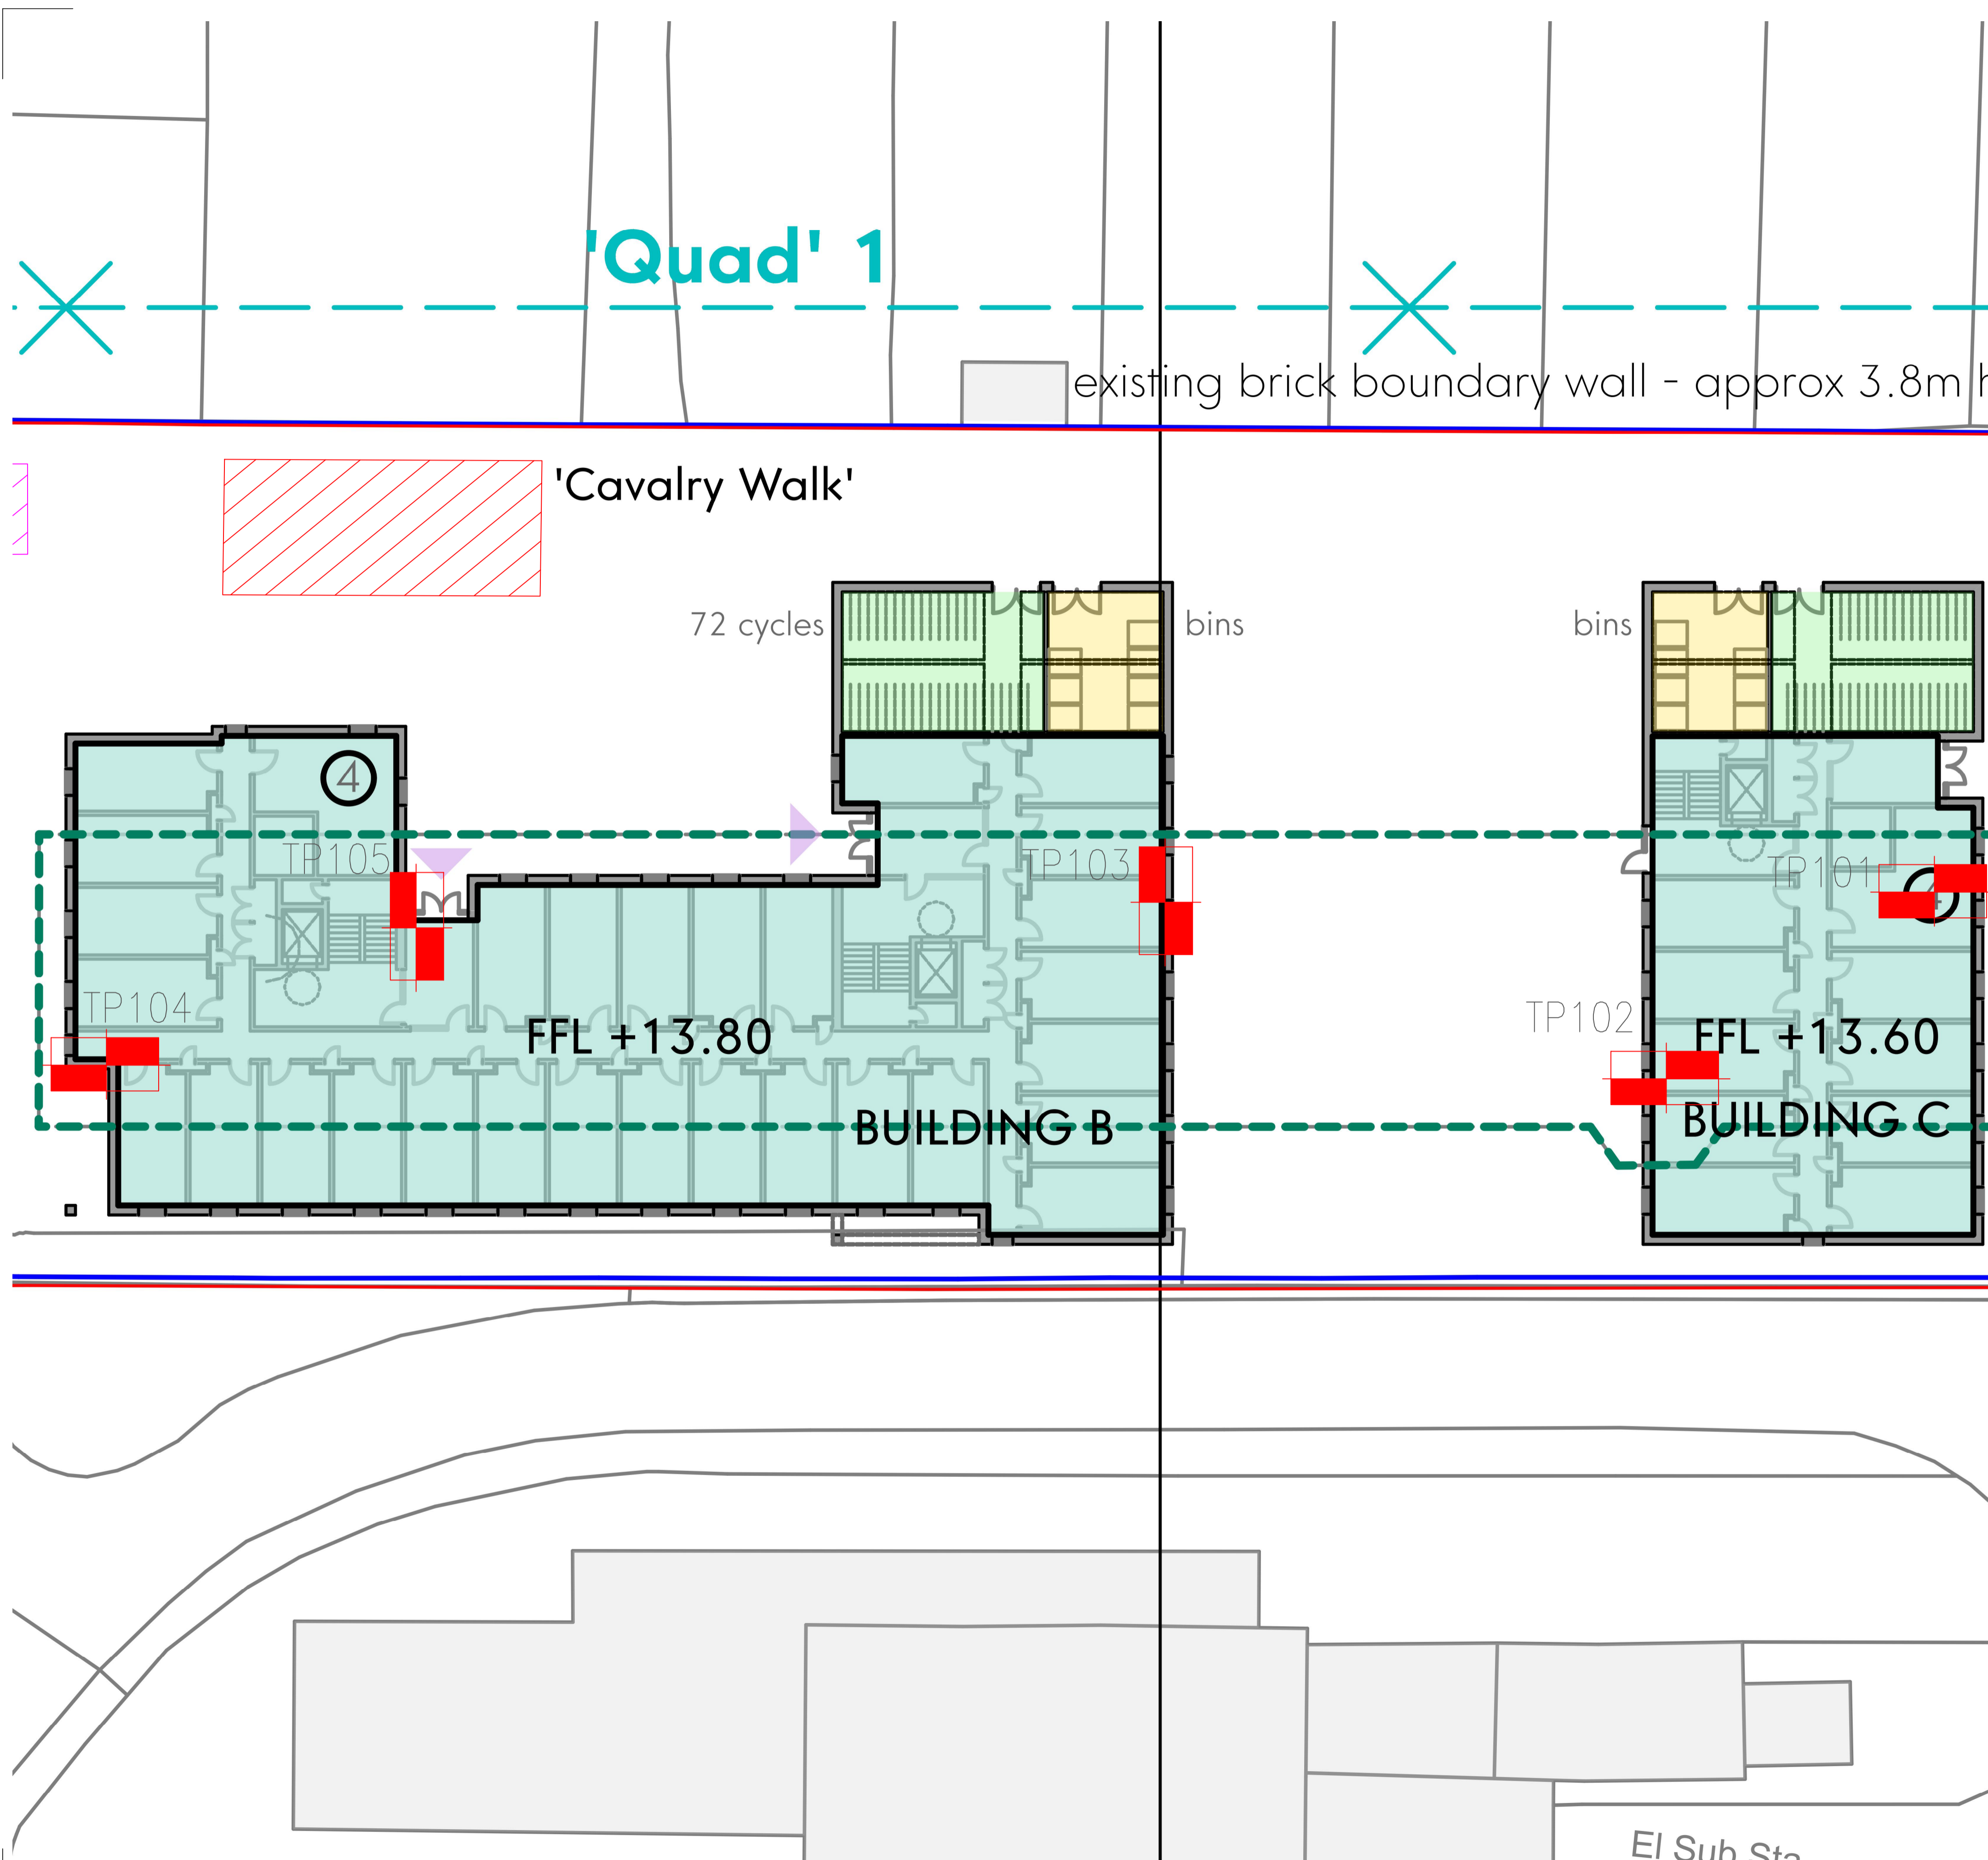 'Quad' 1
existing brick boundary wall - approx 3.8m h
'Cavalry Walk'
72 cycles
bins
bins
4
TP105
TP103
TP101
4
TP104
TP102
FFL +13.80
FFL +13.60
BUILDING B
BUILDING C
El Sub Sta